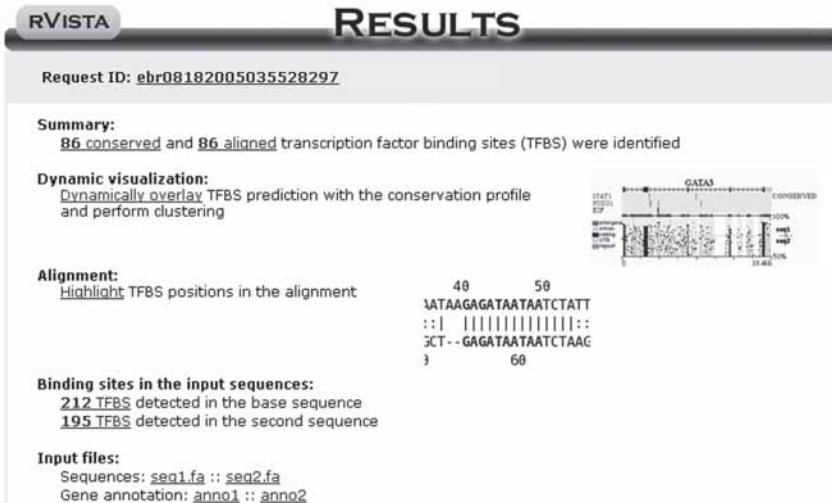 RVISTA
RESULTS
Request ID: ebr08182005035528297
Summary:
86 conserved and 86 aligned transcription factor binding sites (TFBS) were identified
Dynamic visualization:
Dynamically overlay TFBS prediction with the conservation profile
and perform clustering
GATA3
CONSERVED
100%
seq1
seq2
50%
0
Alignment:
Highlight TFBS positions in the alignment
40 50
AATAAGAGATAATAATCTATT
::| ||||||||||||||::
GCT--GAGATAATAATCTAAG
60
Binding sites in the input sequences:
212 TFBS detected in the base sequence
195 TFBS detected in the second sequence
Input files:
Sequences: seq1.fa :: seq2.fa
Gene annotation: anno1 :: anno2